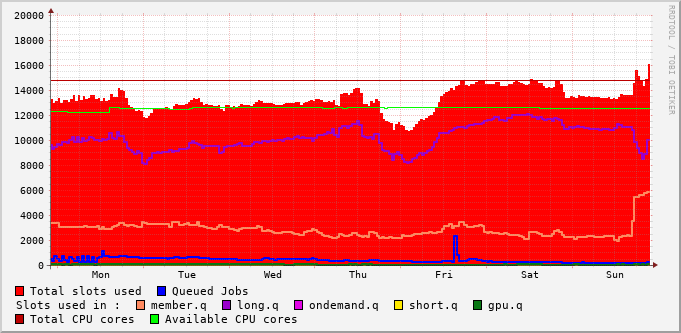 20000
18000
16000
14000
12000
10000
8000
6000
4000
2000
0
Mon Tue Wed Thu Fri Sat Sun
RRDTOOL / TOBI OETIKER
Total slots used Queued Jobs
Slots used in : member.q long.q ondemand.q short.q gpu.q
Total CPU cores Available CPU cores